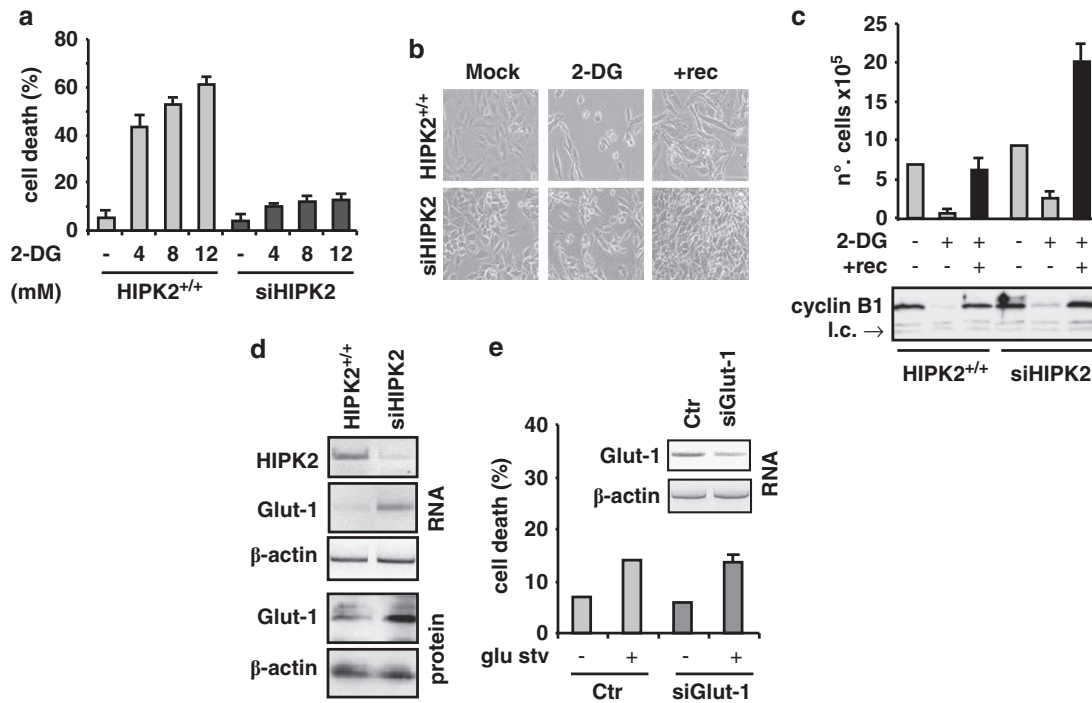 a
80
60
40
20
0
cell death (%)
2-DG - 4 8 12 - 4 8 12
(mM) HIPK2+/+ siHIPK2
b
Mock 2-DG +rec
HIPK2+/+
siHIPK2
c
25
20
15
10
5
0
n°. cells x10⁵
2-DG - + + - + +
+rec - - + - - +
cyclin B1
l.c. →
HIPK2+/+ siHIPK2
d
HIPK2+/+ siHIPK2
HIPK2
Glut-1
β-actin
RNA
Glut-1
β-actin
protein
e
40
30
20
10
0
cell death (%)
Ctr siGlut-1
Glut-1
β-actin
RNA
glu stv - + - +
Ctr siGlut-1